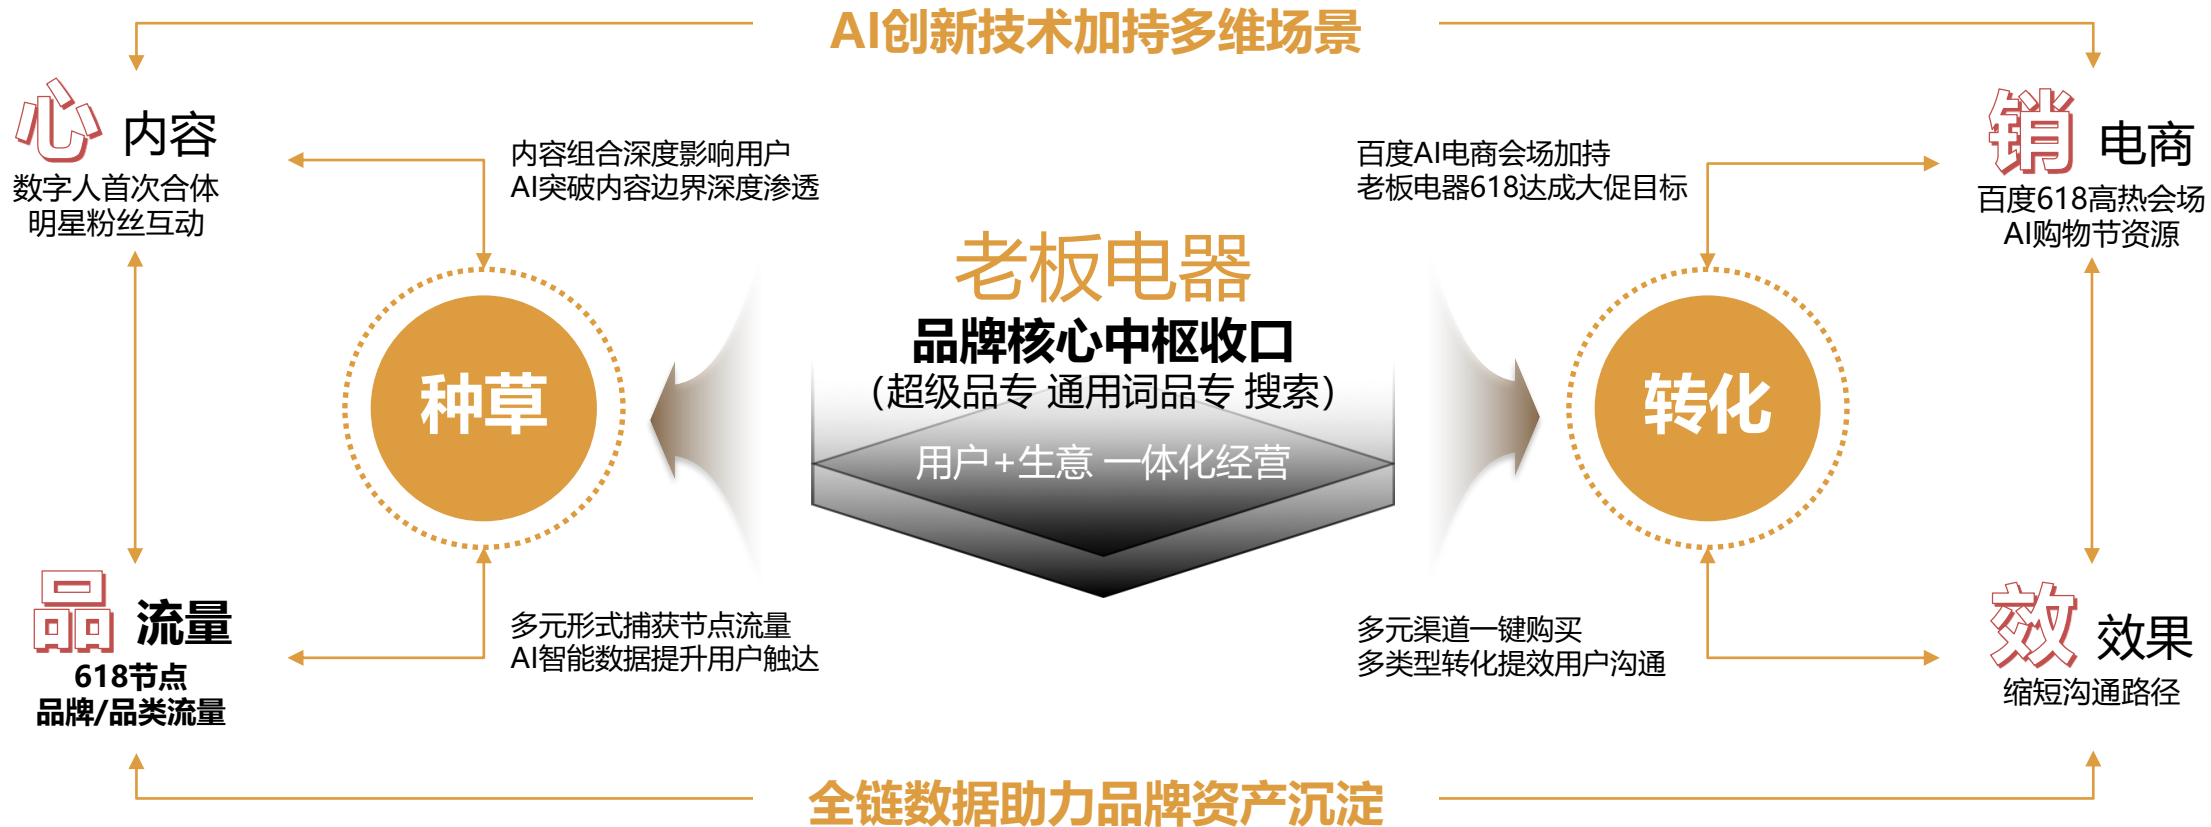 AI创新技术加持多维场景
心 内容
数字人首次合体
明星粉丝互动
内容组合深度影响用户
AI突破内容边界深度渗透
百度AI电商会场加持
老板电器618达成大促目标
销 电商
百度618高热会场
AI购物节资源
老板电器
品牌核心中枢收口
（超级品专 通用词品专 搜索）
用户+生意 一体化经营
种草
转化
品 流量
618节点
品牌/品类流量
多元形式捕获节点流量
AI智能数据提升用户触达
多元渠道一键购买
多类型转化提效用户沟通
效 效果
缩短沟通路径
全链数据助力品牌资产沉淀